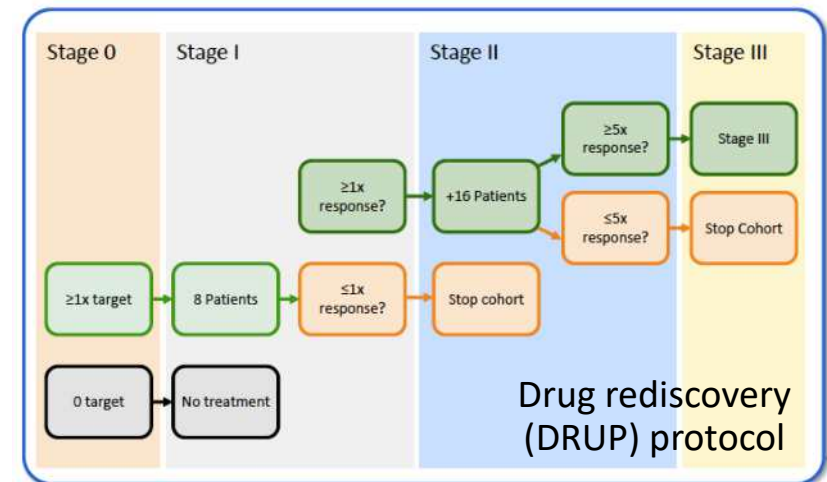 Stage 0
Stage I
Stage II
Stage III
≥5x
response?
Stage III
≥1x
response?
+16 Patients
≤5x
response?
Stop Cohort
≥1x target
8 Patients
≤1x
response?
Stop cohort
0 target
No treatment
Drug rediscovery
(DRUP) protocol